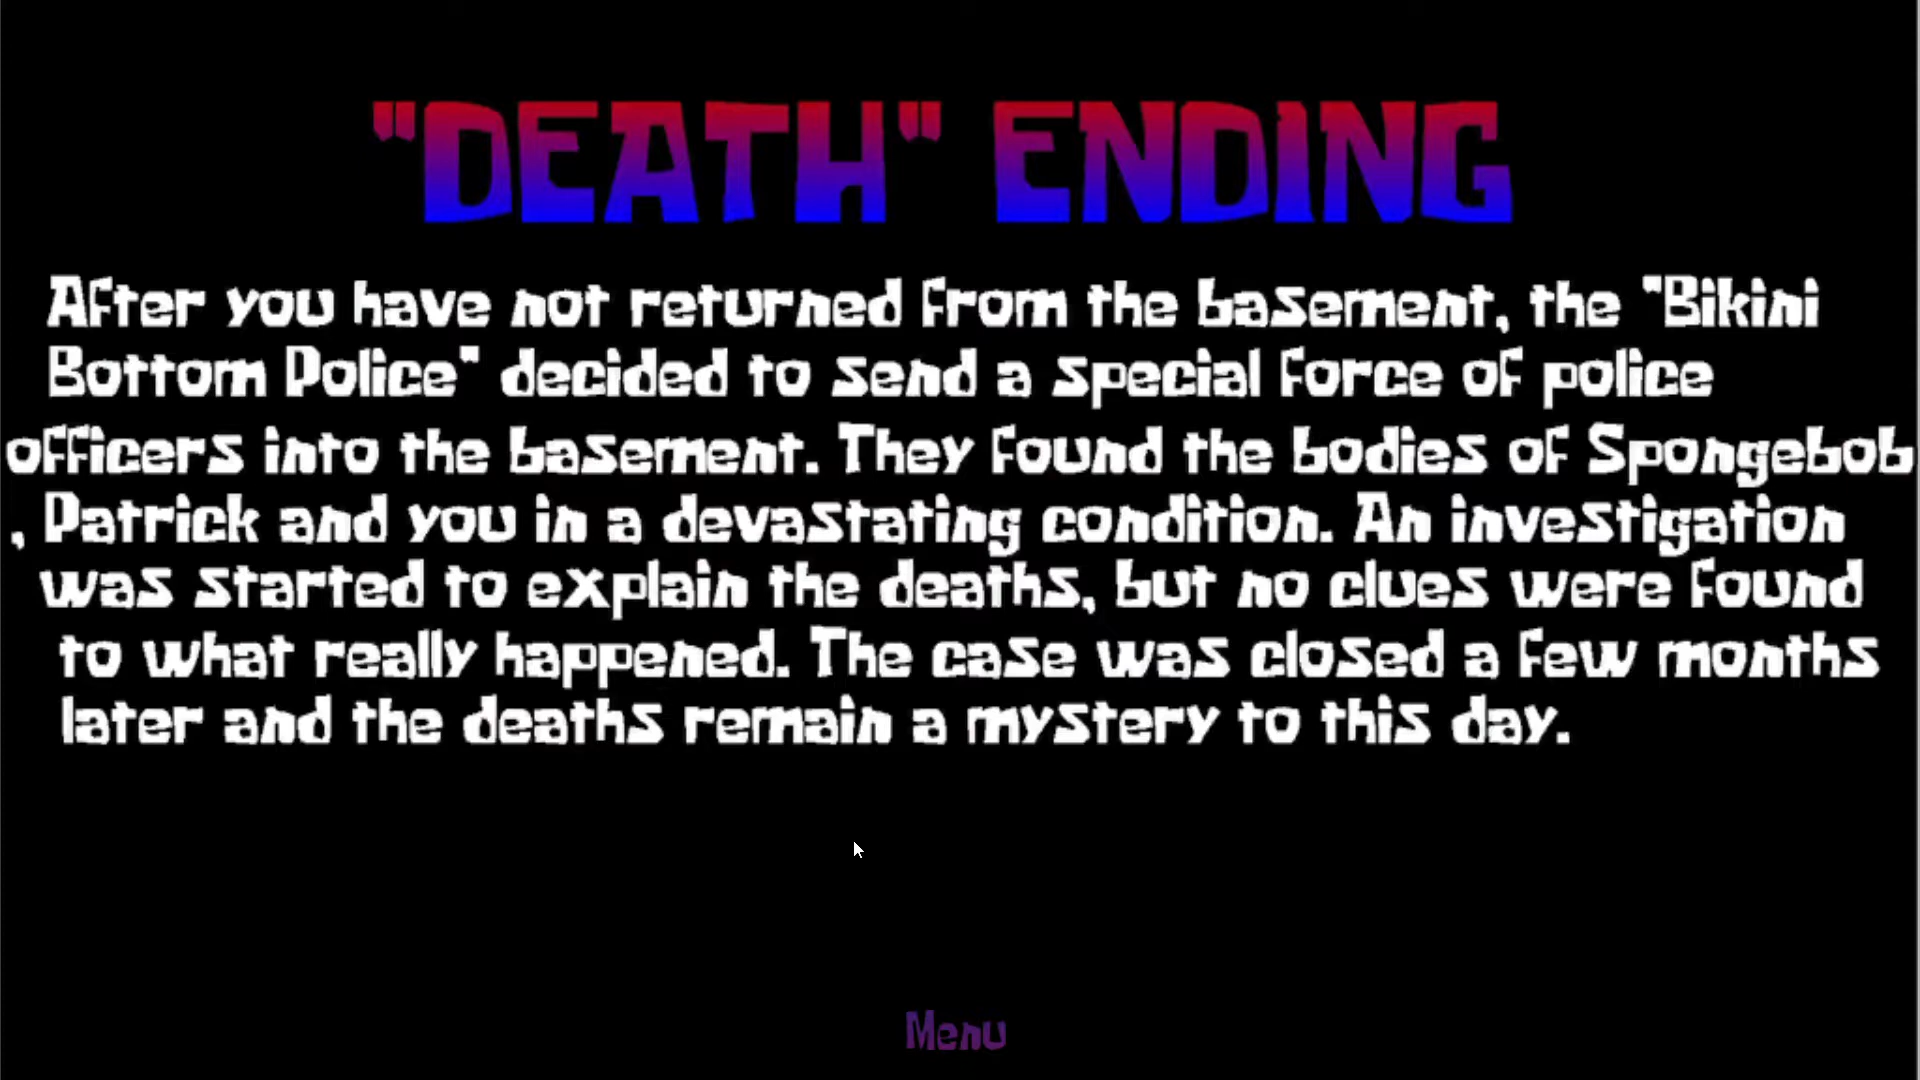 "DEATH" ENDING
After you have not returned from the basement, the "Bikini
Bottom Police" decided to send a special force of police
officers into the basement. They found the bodies of Spongebob
, Patrick and you in a devastating condition. An investigation
was started to explain the deaths, but no clues were found
to what really happened. The case was closed a few months
later and the deaths remain a mystery to this day.
Menu